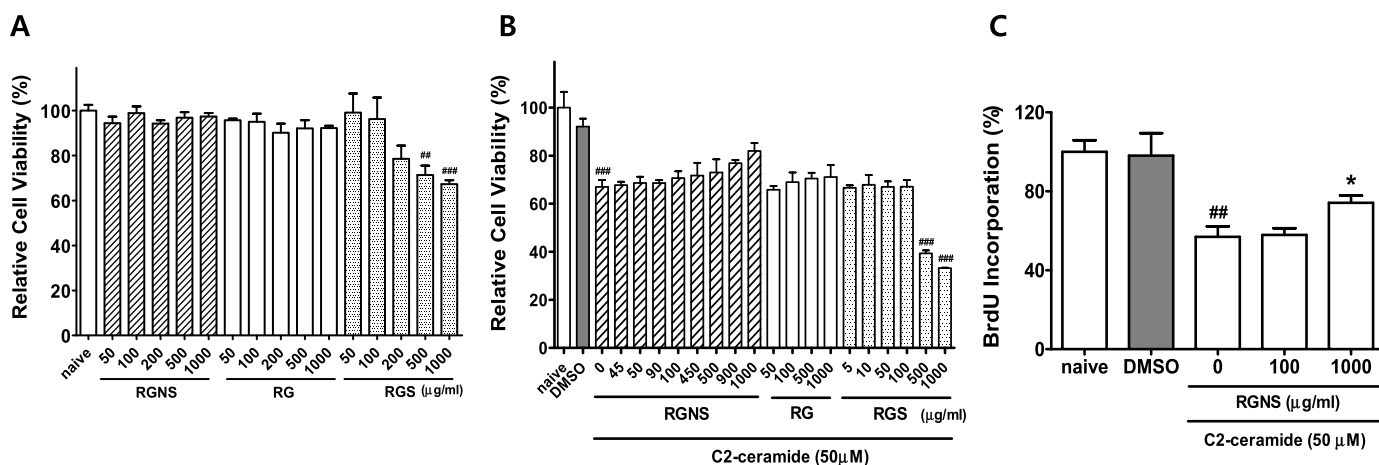 A
Relative Cell Viability (%)
100
80
60
40
20
0
## ###
naive 50 100 200 500 1000 50 100 200 500 1000 50 100 200 500 1000
RGNS RG RGS (μg/ml)
B
Relative Cell Viability (%)
100
80
60
40
20
0
### ### ###
naive DMSO 0 45 50 90 100 450 500 900 1000 50 100 500 1000 5 10 50 100 500 1000
RGNS RG RGS (μg/ml)
C2-ceramide (50μM)
C
BrdU Incorporation (%)
120
80
40
0
## *
naive DMSO 0 100 1000
RGNS (μg/ml)
C2-ceramide (50 μM)